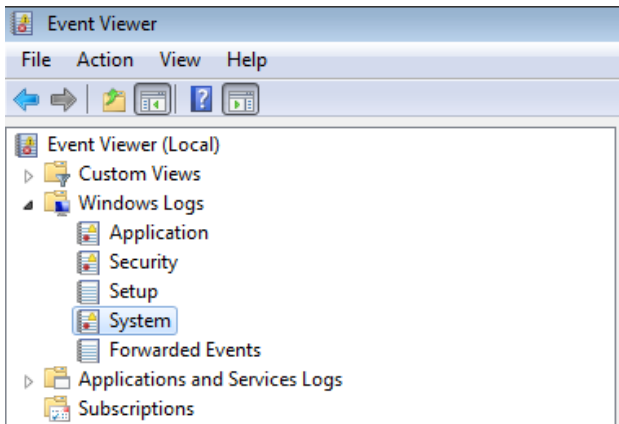 Event Viewer
File Action View Help
Event Viewer (Local)
Custom Views
Windows Logs
Application
Security
Setup
System
Forwarded Events
Applications and Services Logs
Subscriptions